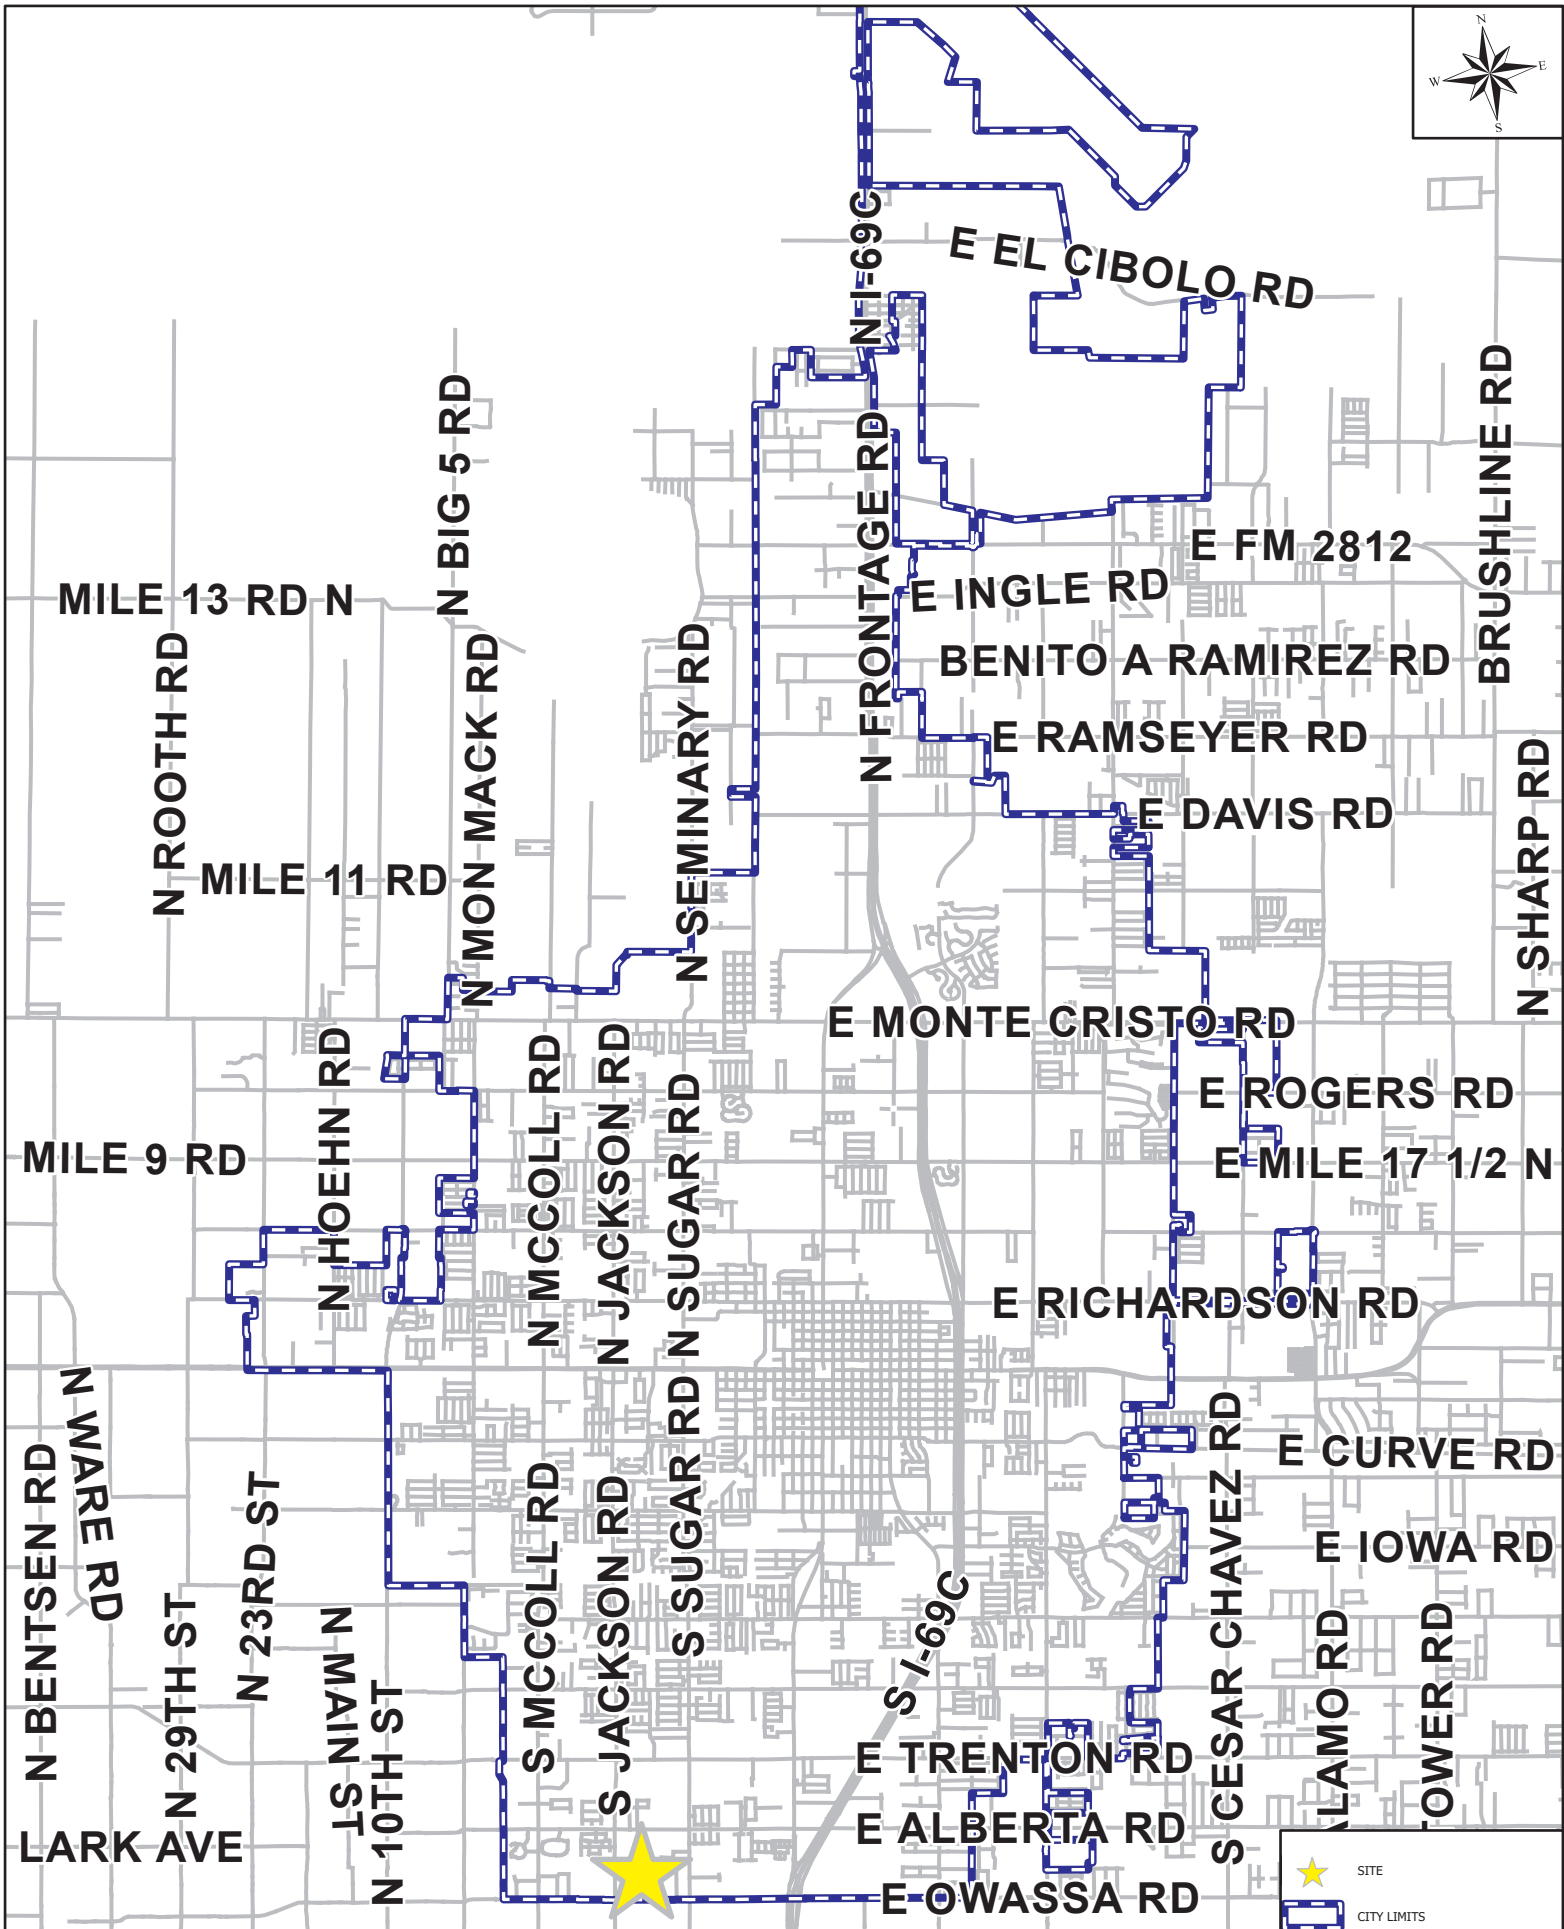 N
W
E
S
N I-69C
E EL CIBOLO RD
N BIG 5 RD
BRUSHLINE RD
N FRONTAGE RD
E FM 2812
MILE 13 RD N
E INGLE RD
N ROOTH RD
N MON MACK RD
N SEMINARY RD
BENITO A RAMIREZ RD
E RAMSEYER RD
N SHARP RD
E DAVIS RD
MILE 11 RD
E MONTE CRISTO RD
N HOEHN RD
N MCCOLL RD
N JACKSON RD
N SUGAR RD
E ROGERS RD
MILE 9 RD
E MILE 17 1/2 N
E RICHARDSON RD
N WARE RD
S SUGAR RD
S CESAR CHAVEZ RD
E CURVE RD
N BENTSEN RD
N 23RD ST
S MCCOLL RD
S JACKSON RD
E IOWA RD
N 29TH ST
N MAIN ST
N 10TH ST
S I-69C
ALAMO RD
TOWER RD
E TRENTON RD
E ALBERTA RD
LARK AVE
E OWASSA RD
SITE
CITY LIMITS